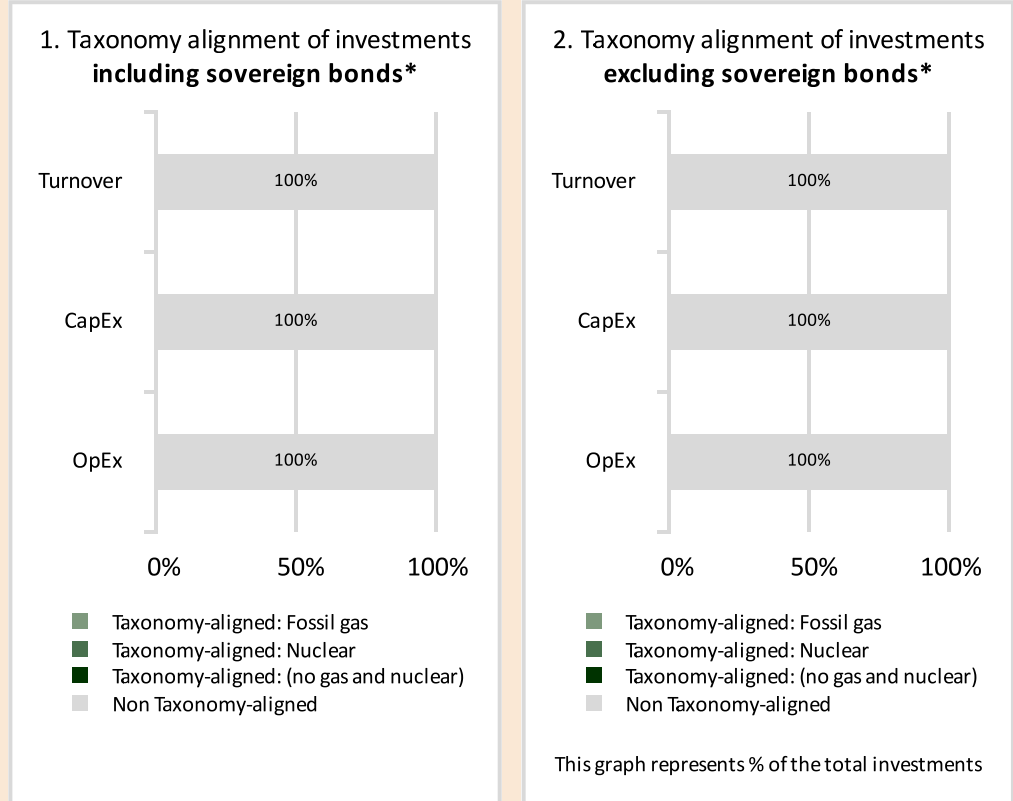 1. Taxonomy alignment of investments
including sovereign bonds*
Turnover
100%
CapEx
100%
OpEx
100%
0% 50% 100%
Taxonomy-aligned: Fossil gas
Taxonomy-aligned: Nuclear
Taxonomy-aligned: (no gas and nuclear)
Non Taxonomy-aligned
2. Taxonomy alignment of investments
excluding sovereign bonds*
Turnover
100%
CapEx
100%
OpEx
100%
0% 50% 100%
Taxonomy-aligned: Fossil gas
Taxonomy-aligned: Nuclear
Taxonomy-aligned: (no gas and nuclear)
Non Taxonomy-aligned
This graph represents % of the total investments